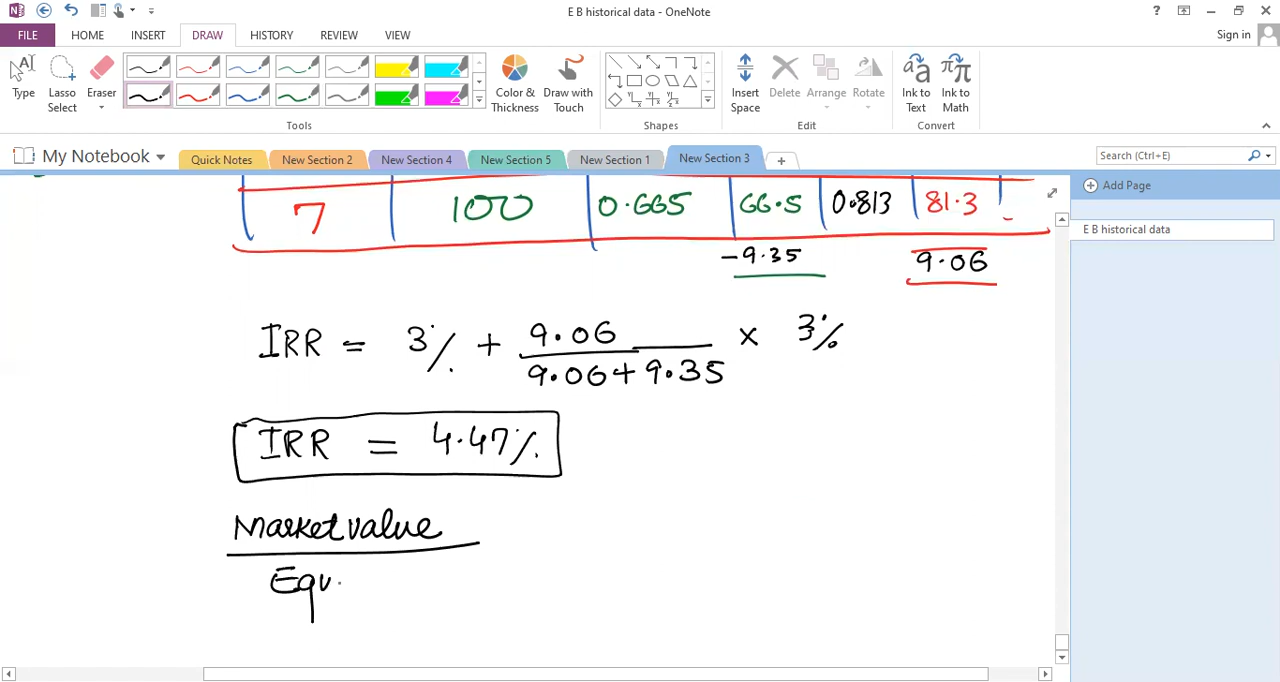 E B historical data - OneNote
Sign in
FILE HOME INSERT DRAW HISTORY REVIEW VIEW
Type Lasso Select Eraser Color & Thickness Draw with Touch Insert Space Delete Arrange Rotate Ink to Text Ink to Math
Tools Shapes Edit Convert
My Notebook Quick Notes New Section 2 New Section 4 New Section 5 New Section 1 New Section 3 Search (Ctrl+E)
Add Page
E B historical data
7 100 0.665 66.5 0.813 81.3
-9.35 9.06
IRR = 3% + 9.06 / 9.06+9.35 × 3%
IRR = 4.47%
Market value
Equ